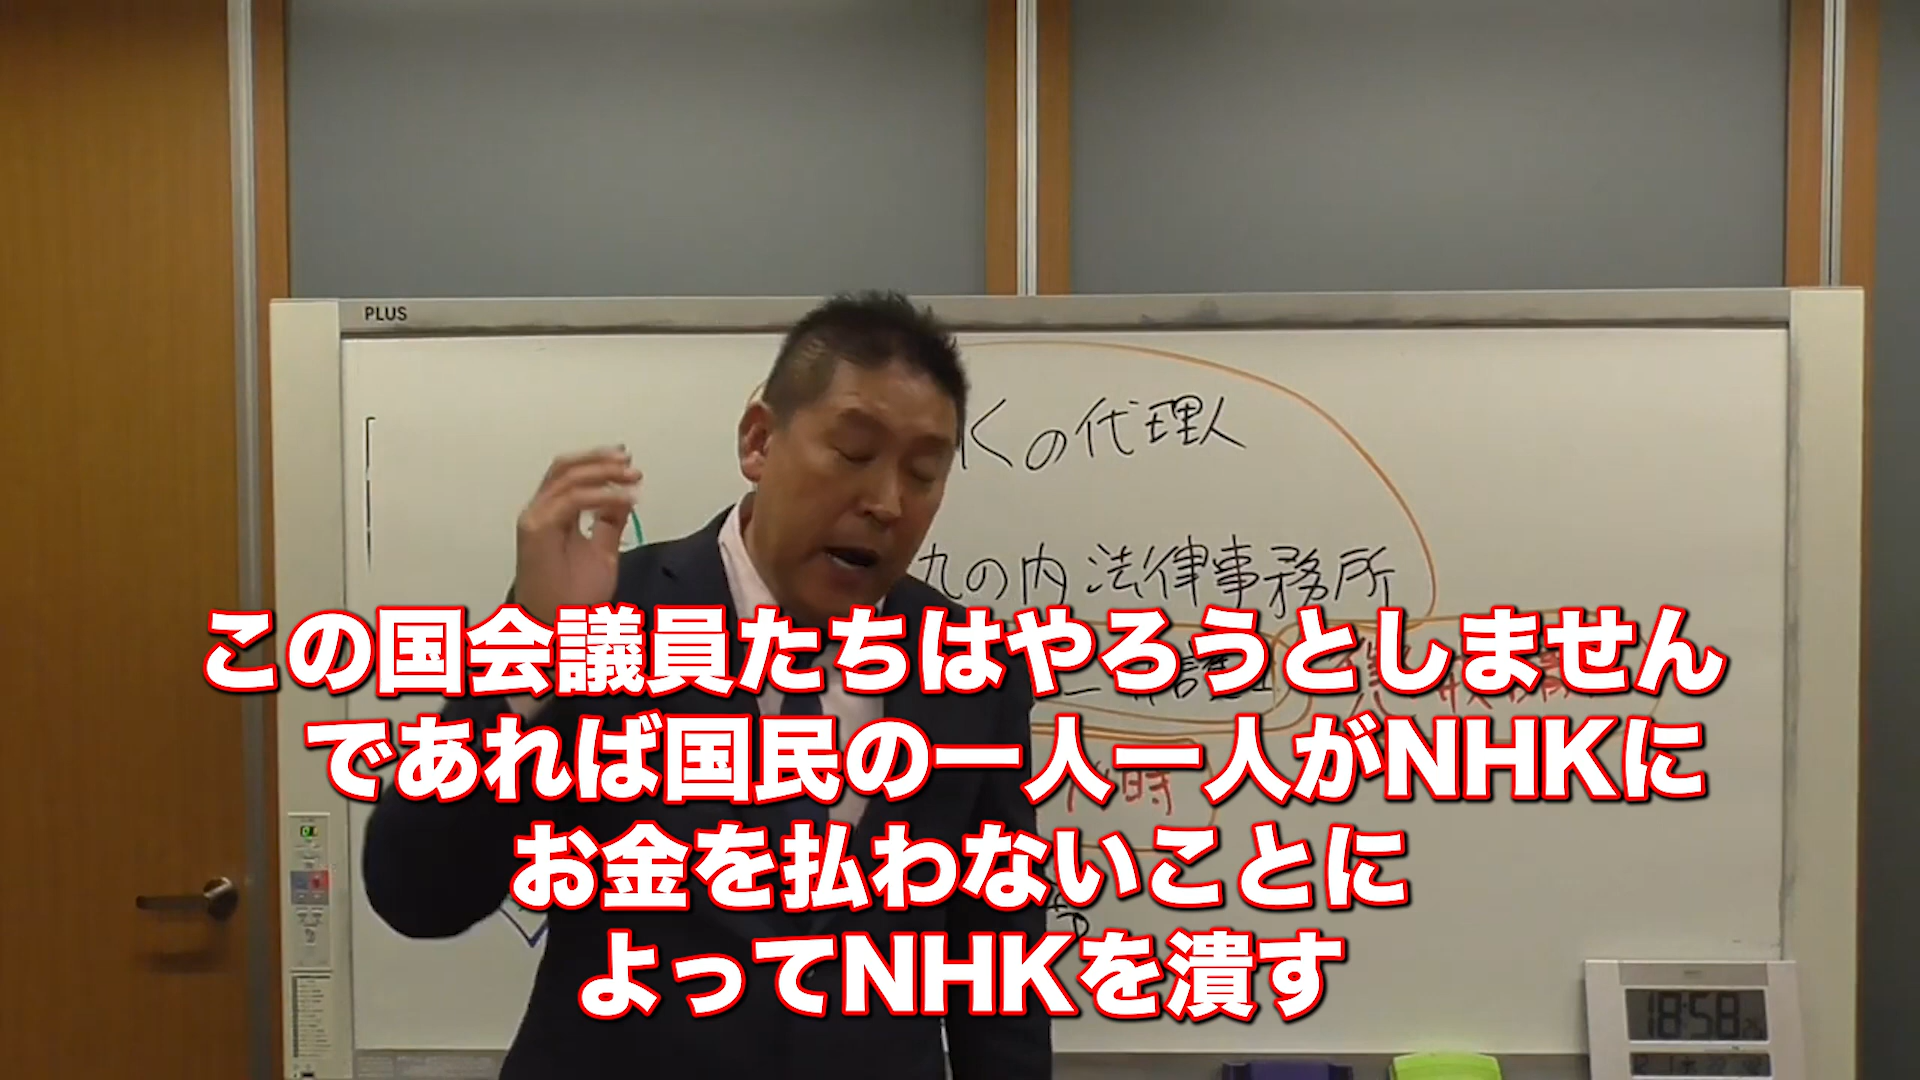 PLUS
Kの代理人
丸の内法律事務所
この国会議員たちはやろうとしません
であれば国民の一人一人がNHKに
お金を払わないことに
よってNHKを潰す
18:58